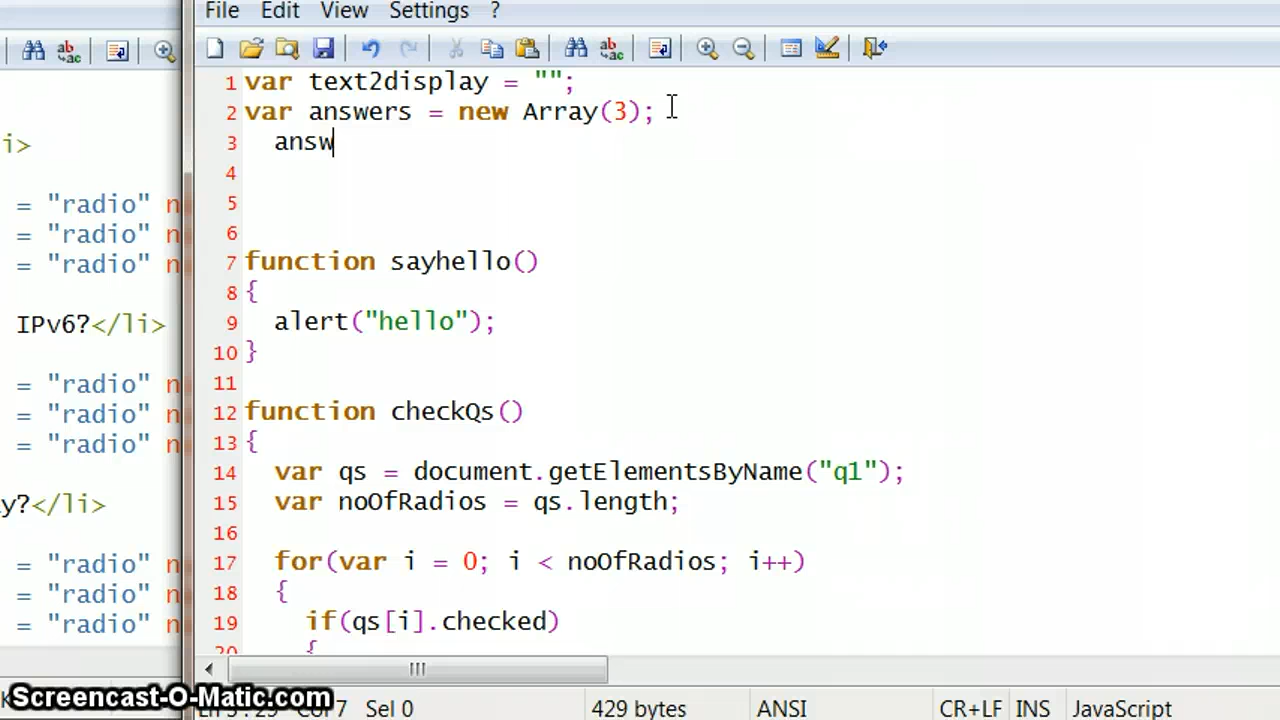 File Edit View Settings ?
1 var text2display = "";
2 var answers = new Array(3);
3 answ
4
5
6
7 function sayhello()
8 {
9 alert("hello");
10 }
11
12 function checkQs()
13 {
14 var qs = document.getElementsByName("q1");
15 var noOfRadios = qs.length;
16
17 for(var i = 0; i < noOfRadios; i++)
18 {
19 if(qs[i].checked)
20 {
i>
= "radio" n
= "radio" n
= "radio" n
IPv6?</li>
= "radio" n
= "radio" n
= "radio" n
y?</li>
= "radio" n
= "radio" n
= "radio" n
Screencast-O-Matic.com
Col 7 Sel 0 429 bytes ANSI CR+LF INS JavaScript